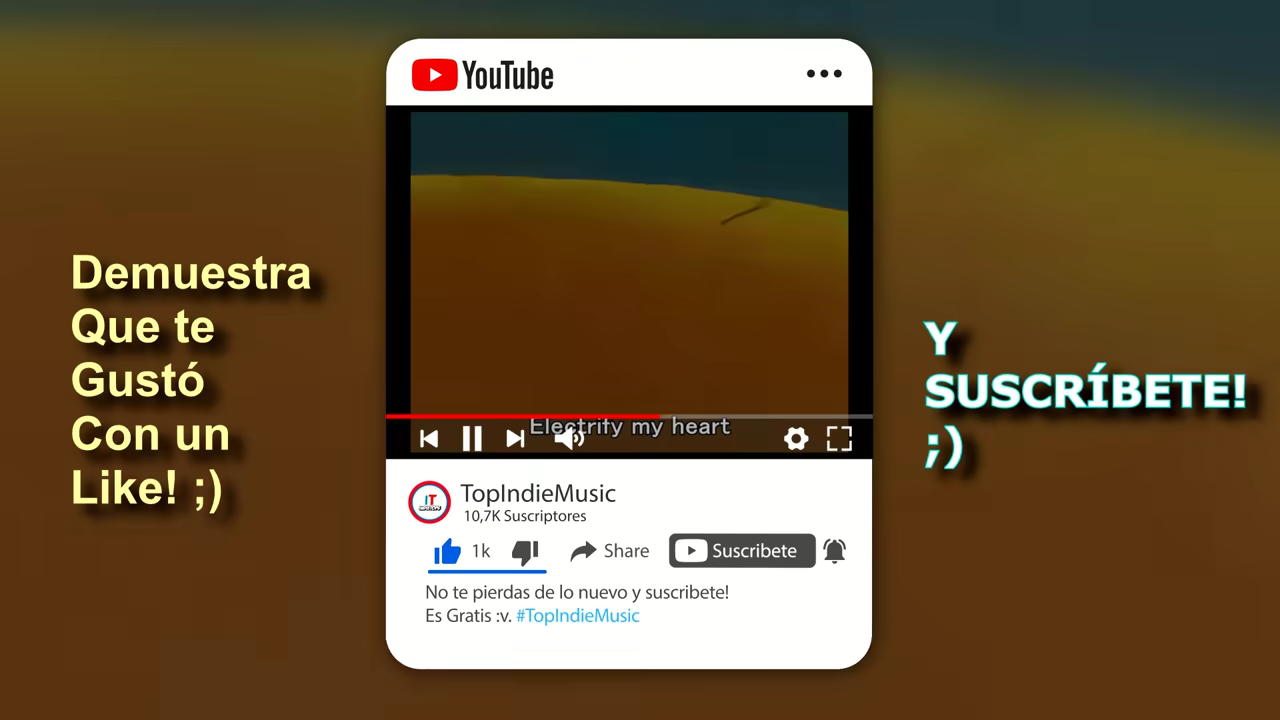 YouTube
Demuestra
Que te
Gustó
Con un
Like! ;)
Y
SUSCRÍBETE!
;)
Electrify my heart
IT
TopIndieMusic
10,7K Suscriptores
1k
Share
Suscribete
No te pierdas de lo nuevo y suscribete!
Es Gratis :v. #TopIndieMusic